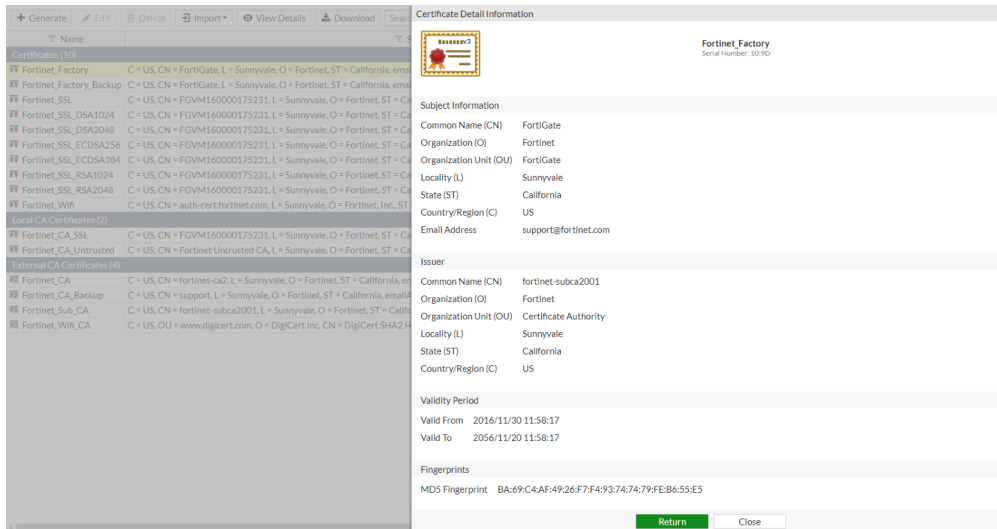 Generate Edit Delete Import View Details Download Sear
Name S
Certificates (10)
Fortinet_Factory C = US, CN = FortiGate, L = Sunnyvale, O = Fortinet, ST = California, emai
Fortinet_Factory_Backup C = US, CN = FortiGate, L = Sunnyvale, O = Fortinet, ST = California, emai
Fortinet_SSL C = US, CN = FGVM160000175231, L = Sunnyvale, O = Fortinet, ST = Ca
Fortinet_SSL_DSA1024 C = US, CN = FGVM160000175231, L = Sunnyvale, O = Fortinet, ST = Ca
Fortinet_SSL_DSA2048 C = US, CN = FGVM160000175231, L = Sunnyvale, O = Fortinet, ST = Ca
Fortinet_SSL_ECDSA256 C = US, CN = FGVM160000175231, L = Sunnyvale, O = Fortinet, ST = Ca
Fortinet_SSL_ECDSA384 C = US, CN = FGVM160000175231, L = Sunnyvale, O = Fortinet, ST = Ca
Fortinet_SSL_RSA1024 C = US, CN = FGVM160000175231, L = Sunnyvale, O = Fortinet, ST = Ca
Fortinet_SSL_RSA2048 C = US, CN = FGVM160000175231, L = Sunnyvale, O = Fortinet, ST = Ca
Fortinet_Wifi C = US, CN = auth-cert.fortinet.com, L = Sunnyvale, O = Fortinet, Inc., ST
Local CA Certificates (2)
Fortinet_CA_SSL C = US, CN = FGVM160000175231, L = Sunnyvale, O = Fortinet, ST = Ca
Fortinet_CA_Untrusted C = US, CN = Fortinet Untrusted CA, L = Sunnyvale, O = Fortinet, ST = Ca
External CA Certificates (4)
Fortinet_CA C = US, CN = fortinet-ca2, L = Sunnyvale, O = Fortinet, ST = California, em
Fortinet_CA_Backup C = US, CN = support, L = Sunnyvale, O = Fortinet, ST = California, emailA
Fortinet_Sub_CA C = US, CN = fortinet-subca2001, L = Sunnyvale, O = Fortinet, ST = Califo
Fortinet_Wifi_CA C = US, OU = www.digicert.com, O = DigiCert Inc, CN = DigiCert SHA2 H
Certificate Detail Information
v3
Fortinet_Factory
Serial Number: 10:9D
Subject Information
Common Name (CN) FortiGate
Organization (O) Fortinet
Organization Unit (OU) FortiGate
Locality (L) Sunnyvale
State (ST) California
Country/Region (C) US
Email Address support@fortinet.com
Issuer
Common Name (CN) fortinet-subca2001
Organization (O) Fortinet
Organization Unit (OU) Certificate Authority
Locality (L) Sunnyvale
State (ST) California
Country/Region (C) US
Validity Period
Valid From 2016/11/30 11:58:17
Valid To 2056/11/20 11:58:17
Fingerprints
MD5 Fingerprint BA:69:C4:AF:49:26:F7:F4:93:74:74:79:FE:B6:55:E5
Return Close